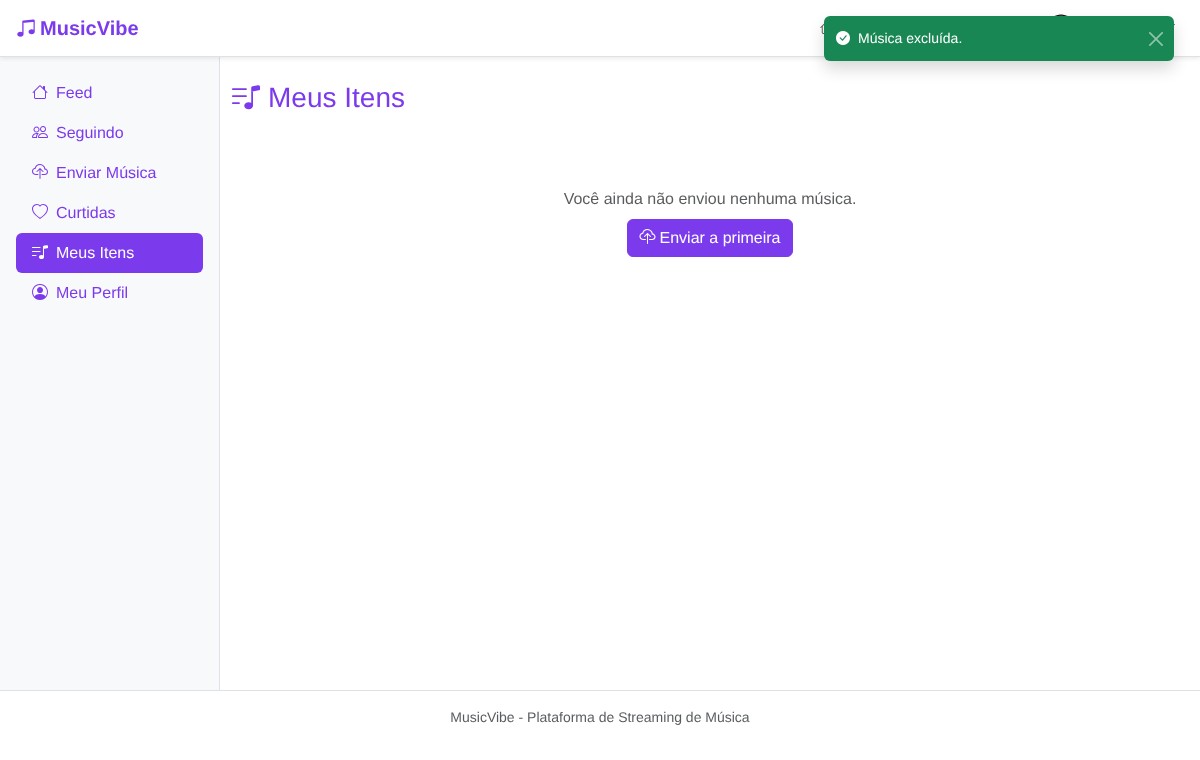 MusicVibe
Música excluída.
Feed
Seguindo
Enviar Música
Curtidas
Meus Itens
Meu Perfil
Meus Itens
Você ainda não enviou nenhuma música.
Enviar a primeira
MusicVibe - Plataforma de Streaming de Música